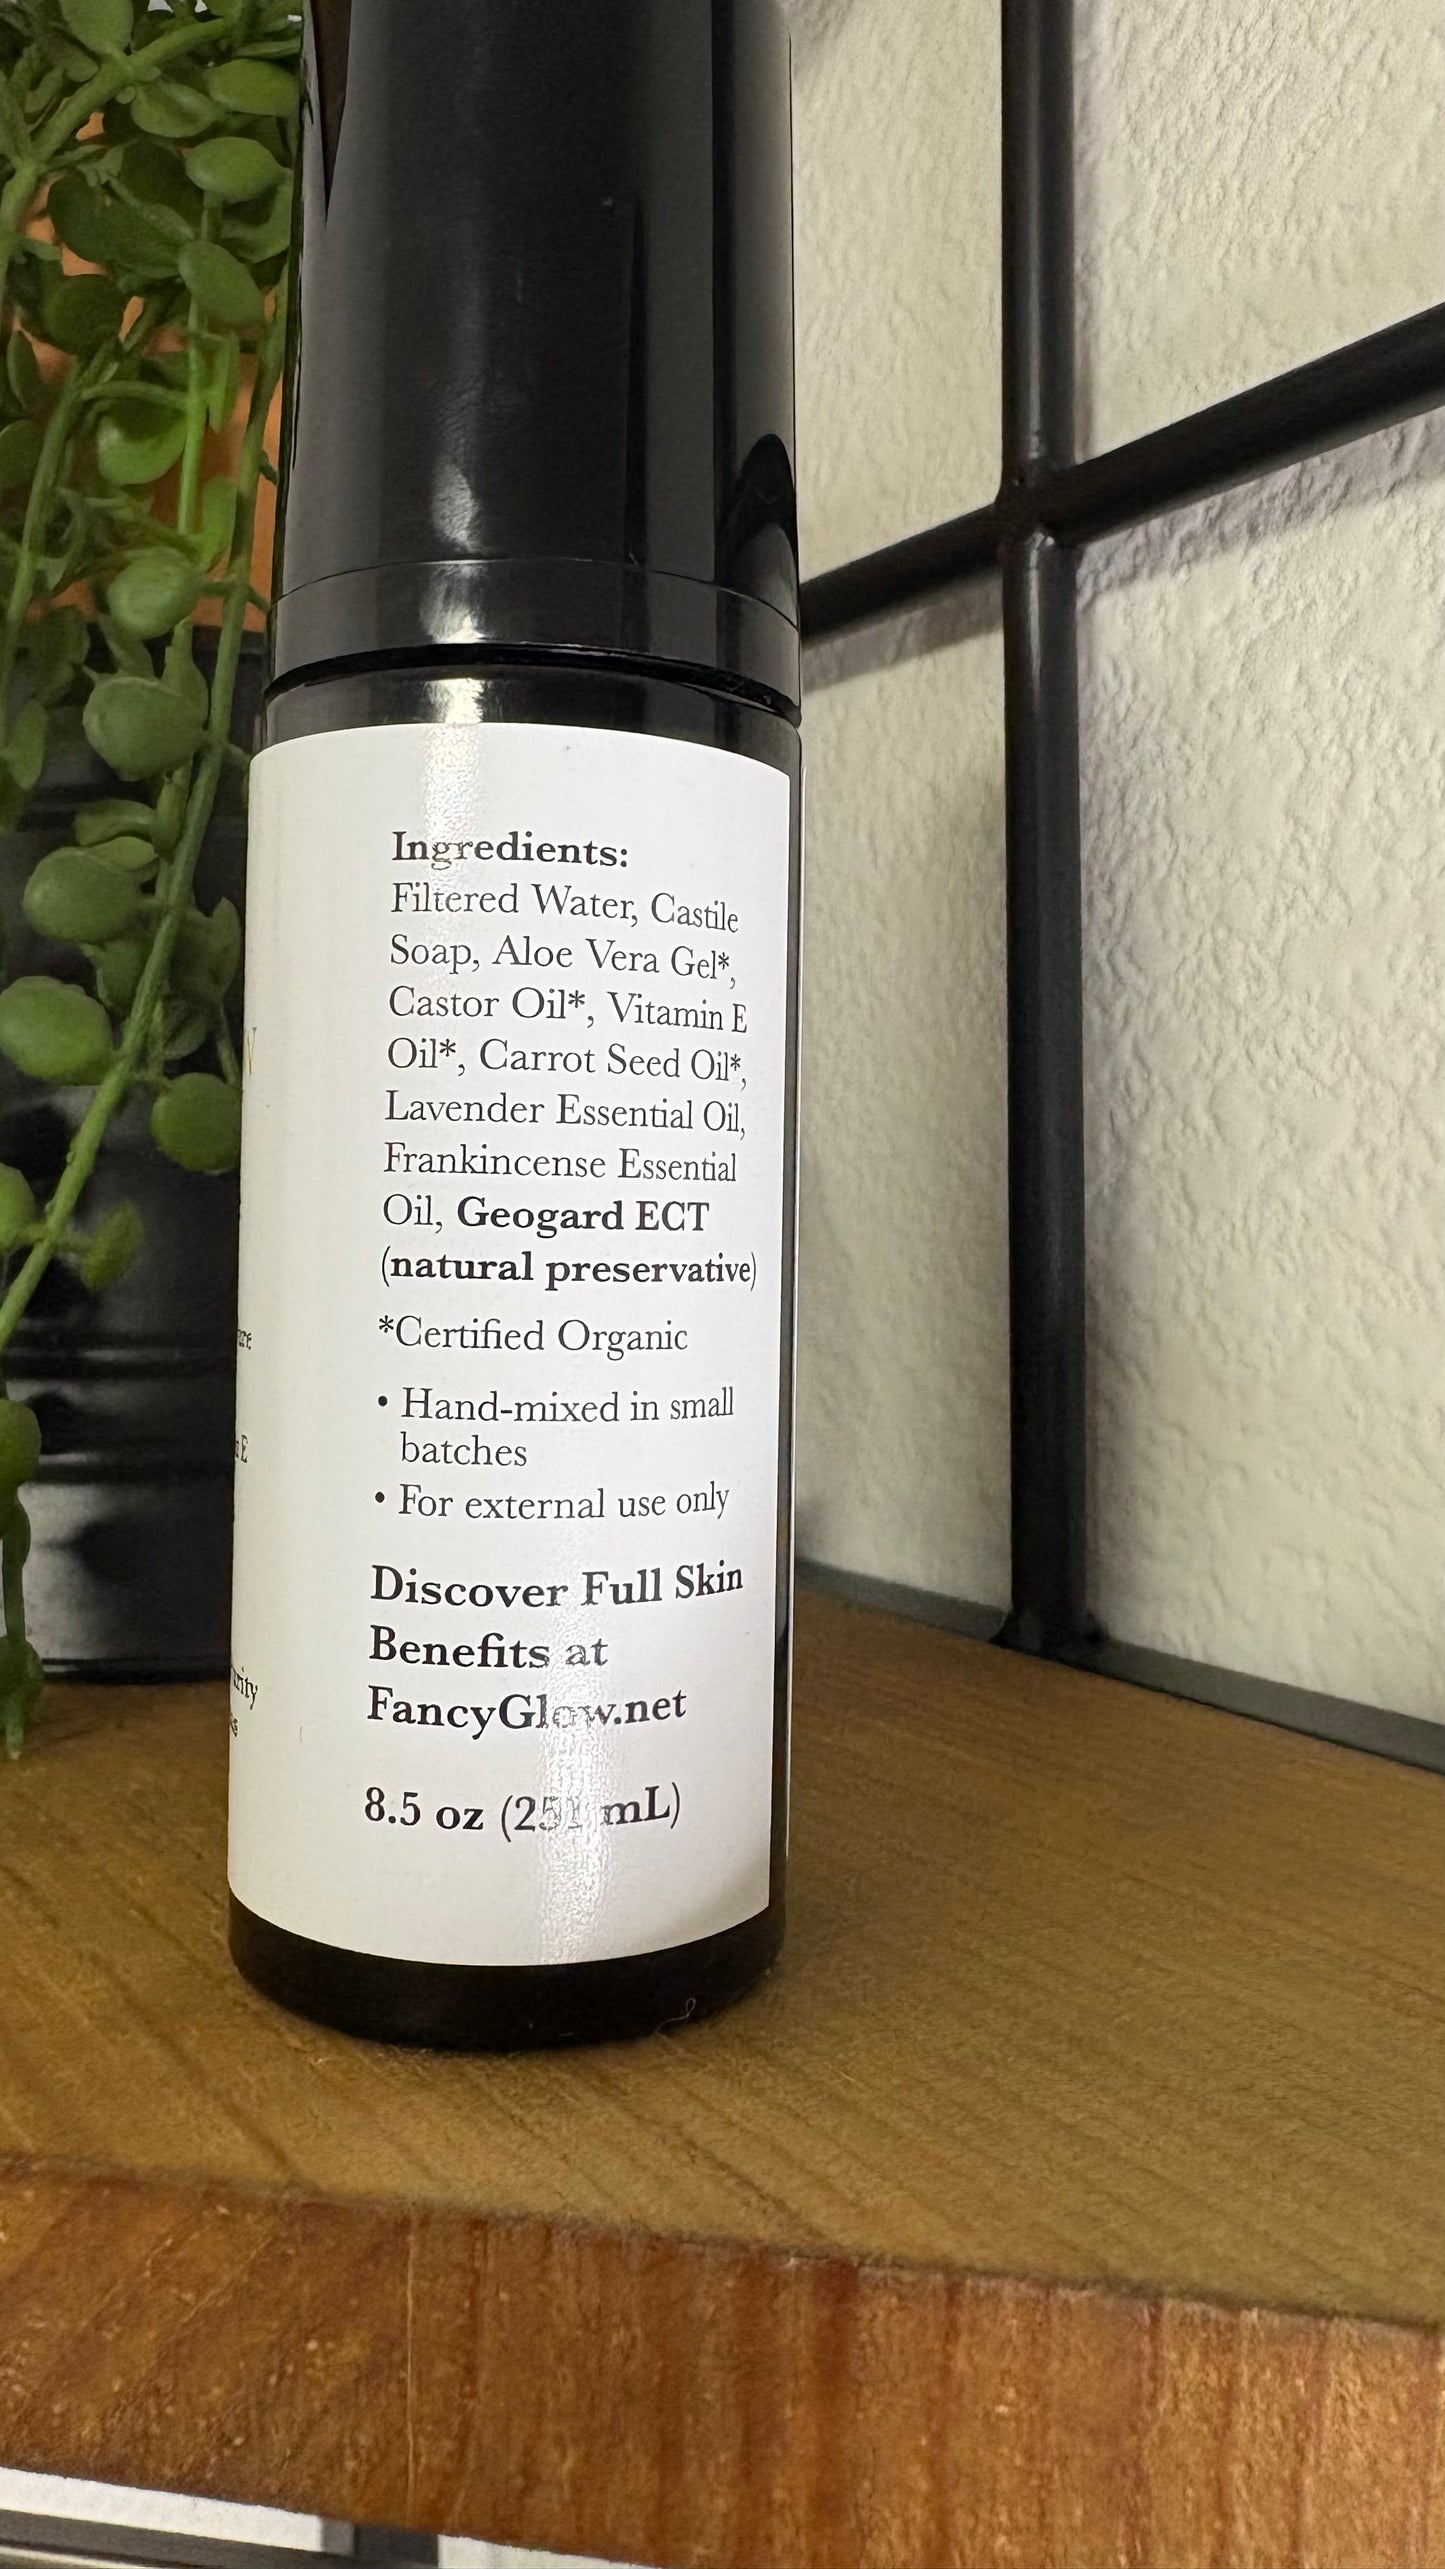 Ingredients:
Filtered Water, Castile
Soap, Aloe Vera Gel*,
Castor Oil*, Vitamin E
Oil*, Carrot Seed Oil*,
Lavender Essential Oil,
Frankincense Essential
Oil, Geogard ECT
(natural preservative)
*Certified Organic
• Hand-mixed in small
batches
• For external use only
Discover Full Skin
Benefits at
FancyGlow.net
8.5 oz (251 mL)